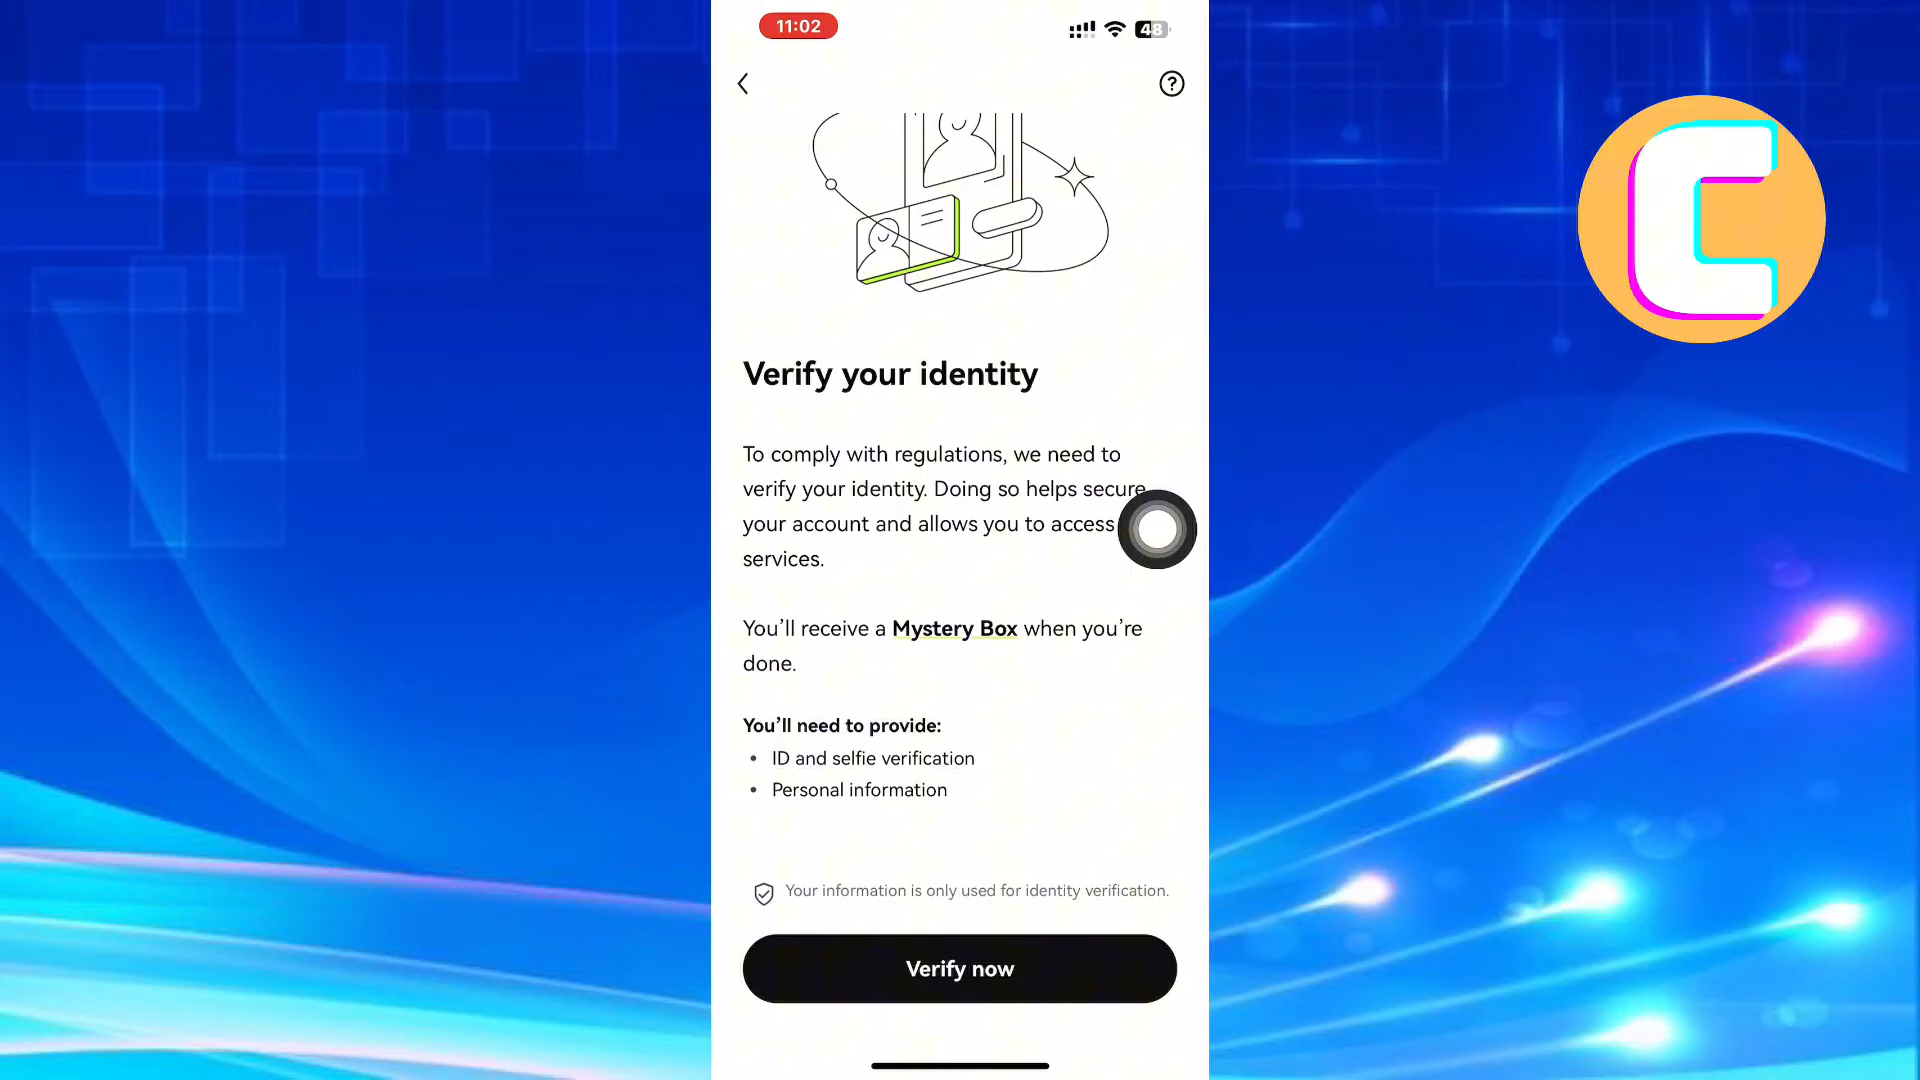 11:02
48
Verify your identity
To comply with regulations, we need to
verify your identity. Doing so helps secure
your account and allows you to access
services.
You’ll receive a Mystery Box when you’re
done.
You’ll need to provide:
• ID and selfie verification
• Personal information
Your information is only used for identity verification.
Verify now
C